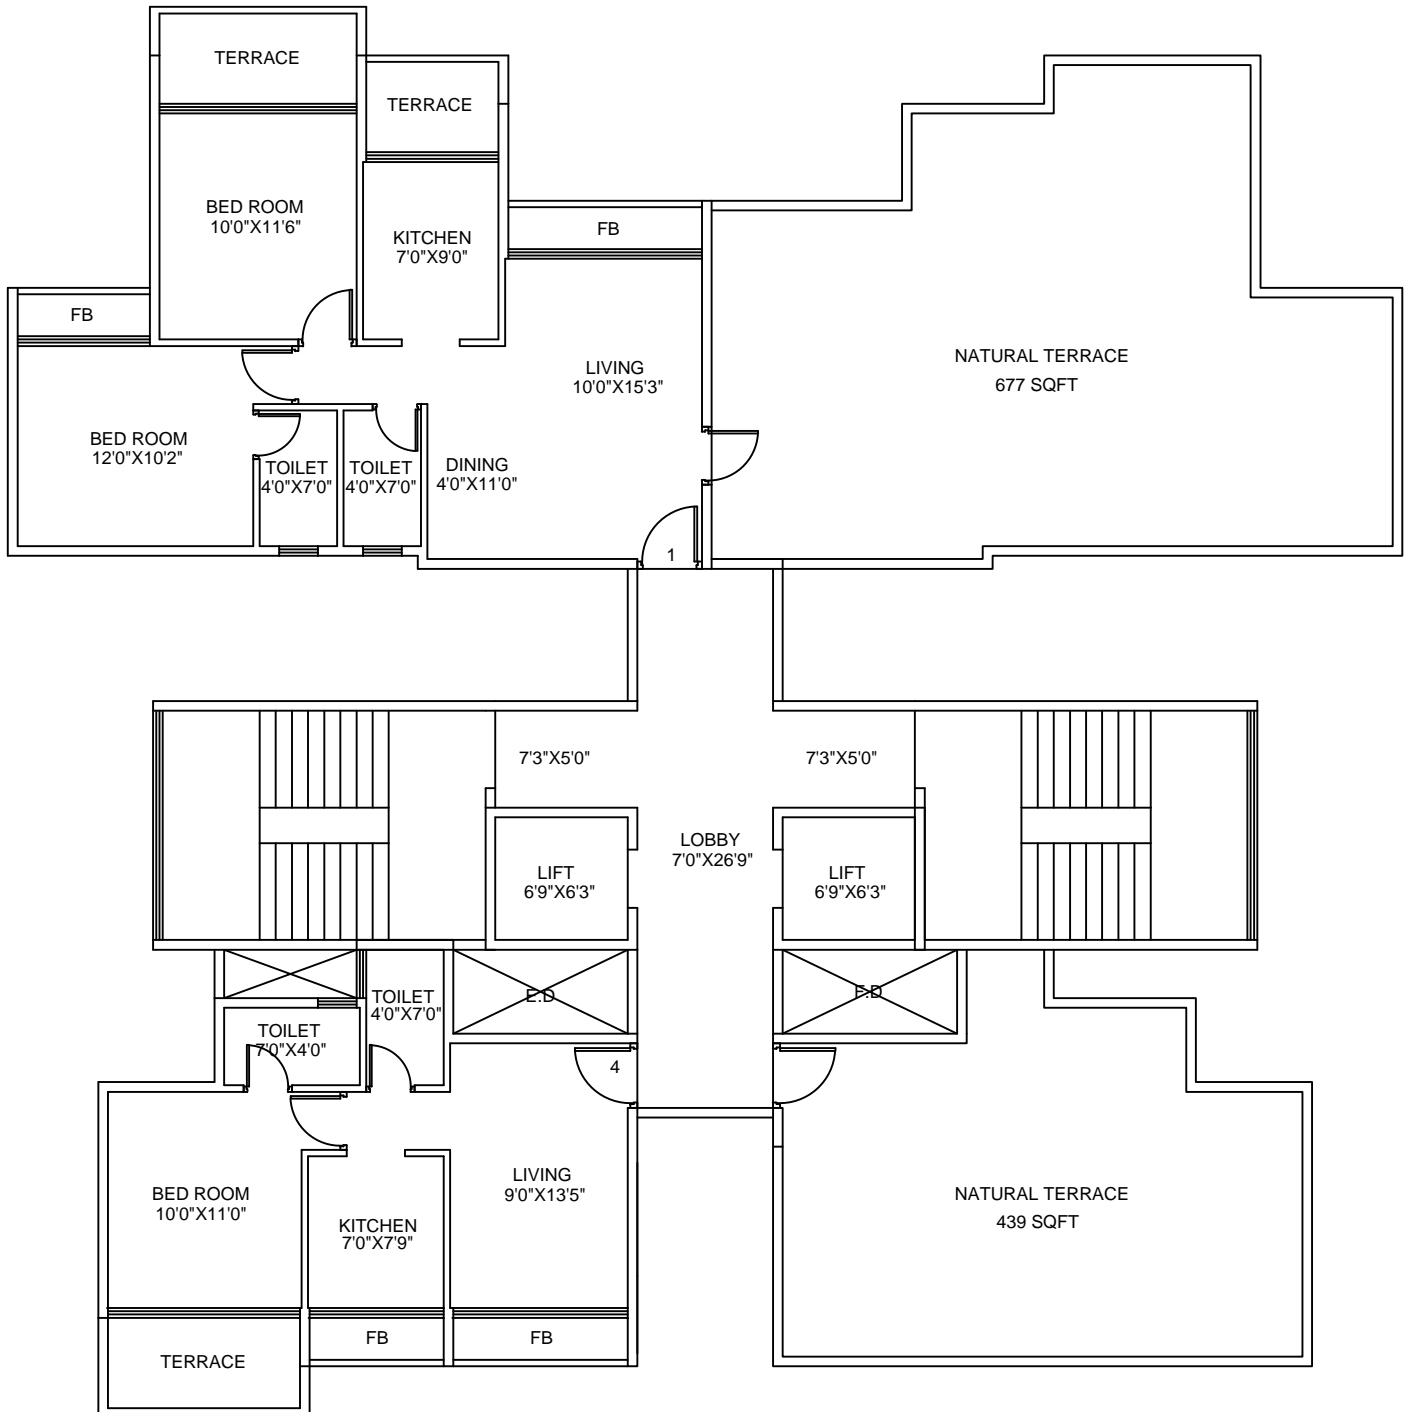 TERRACE
TERRACE
BED ROOM
10'0"X11'6"
KITCHEN
7'0"X9'0"
FB
FB
LIVING
10'0"X15'3"
NATURAL TERRACE
677 SQFT
BED ROOM
12'0"X10'2"
TOILET
4'0"X7'0"
TOILET
4'0"X7'0"
DINING
4'0"X11'0"
1
7'3"X5'0"
7'3"X5'0"
LOBBY
7'0"X26'9"
LIFT
6'9"X6'3"
LIFT
6'9"X6'3"
TOILET
4'0"X7'0"
E.D
F.D
TOILET
7'0"X4'0"
4
LIVING
9'0"X13'5"
BED ROOM
10'0"X11'0"
KITCHEN
7'0"X7'9"
NATURAL TERRACE
439 SQFT
FB
FB
TERRACE